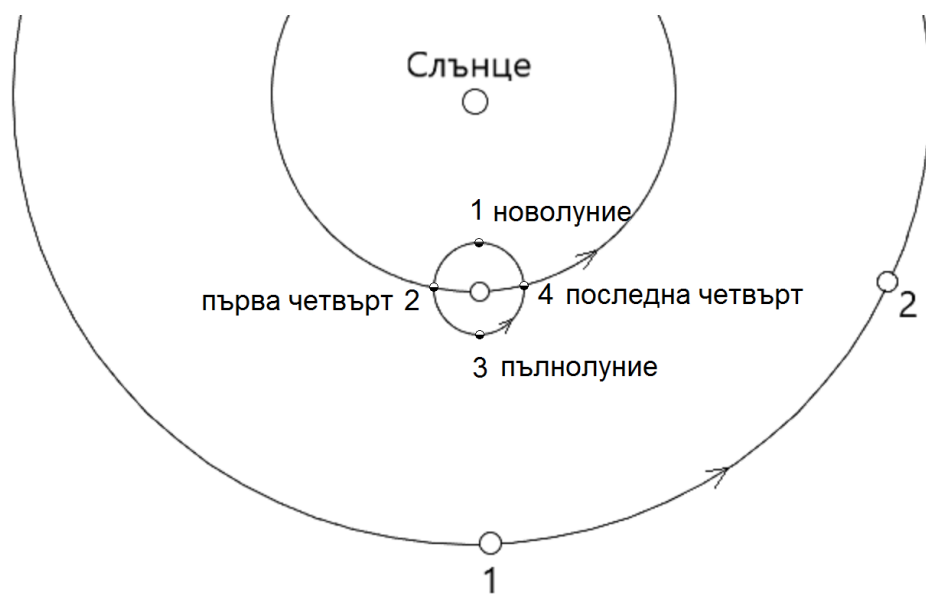 Слънце
1 новолуние
първа четвърт 2
4 последна четвърт
2
3 пълнолуние
1